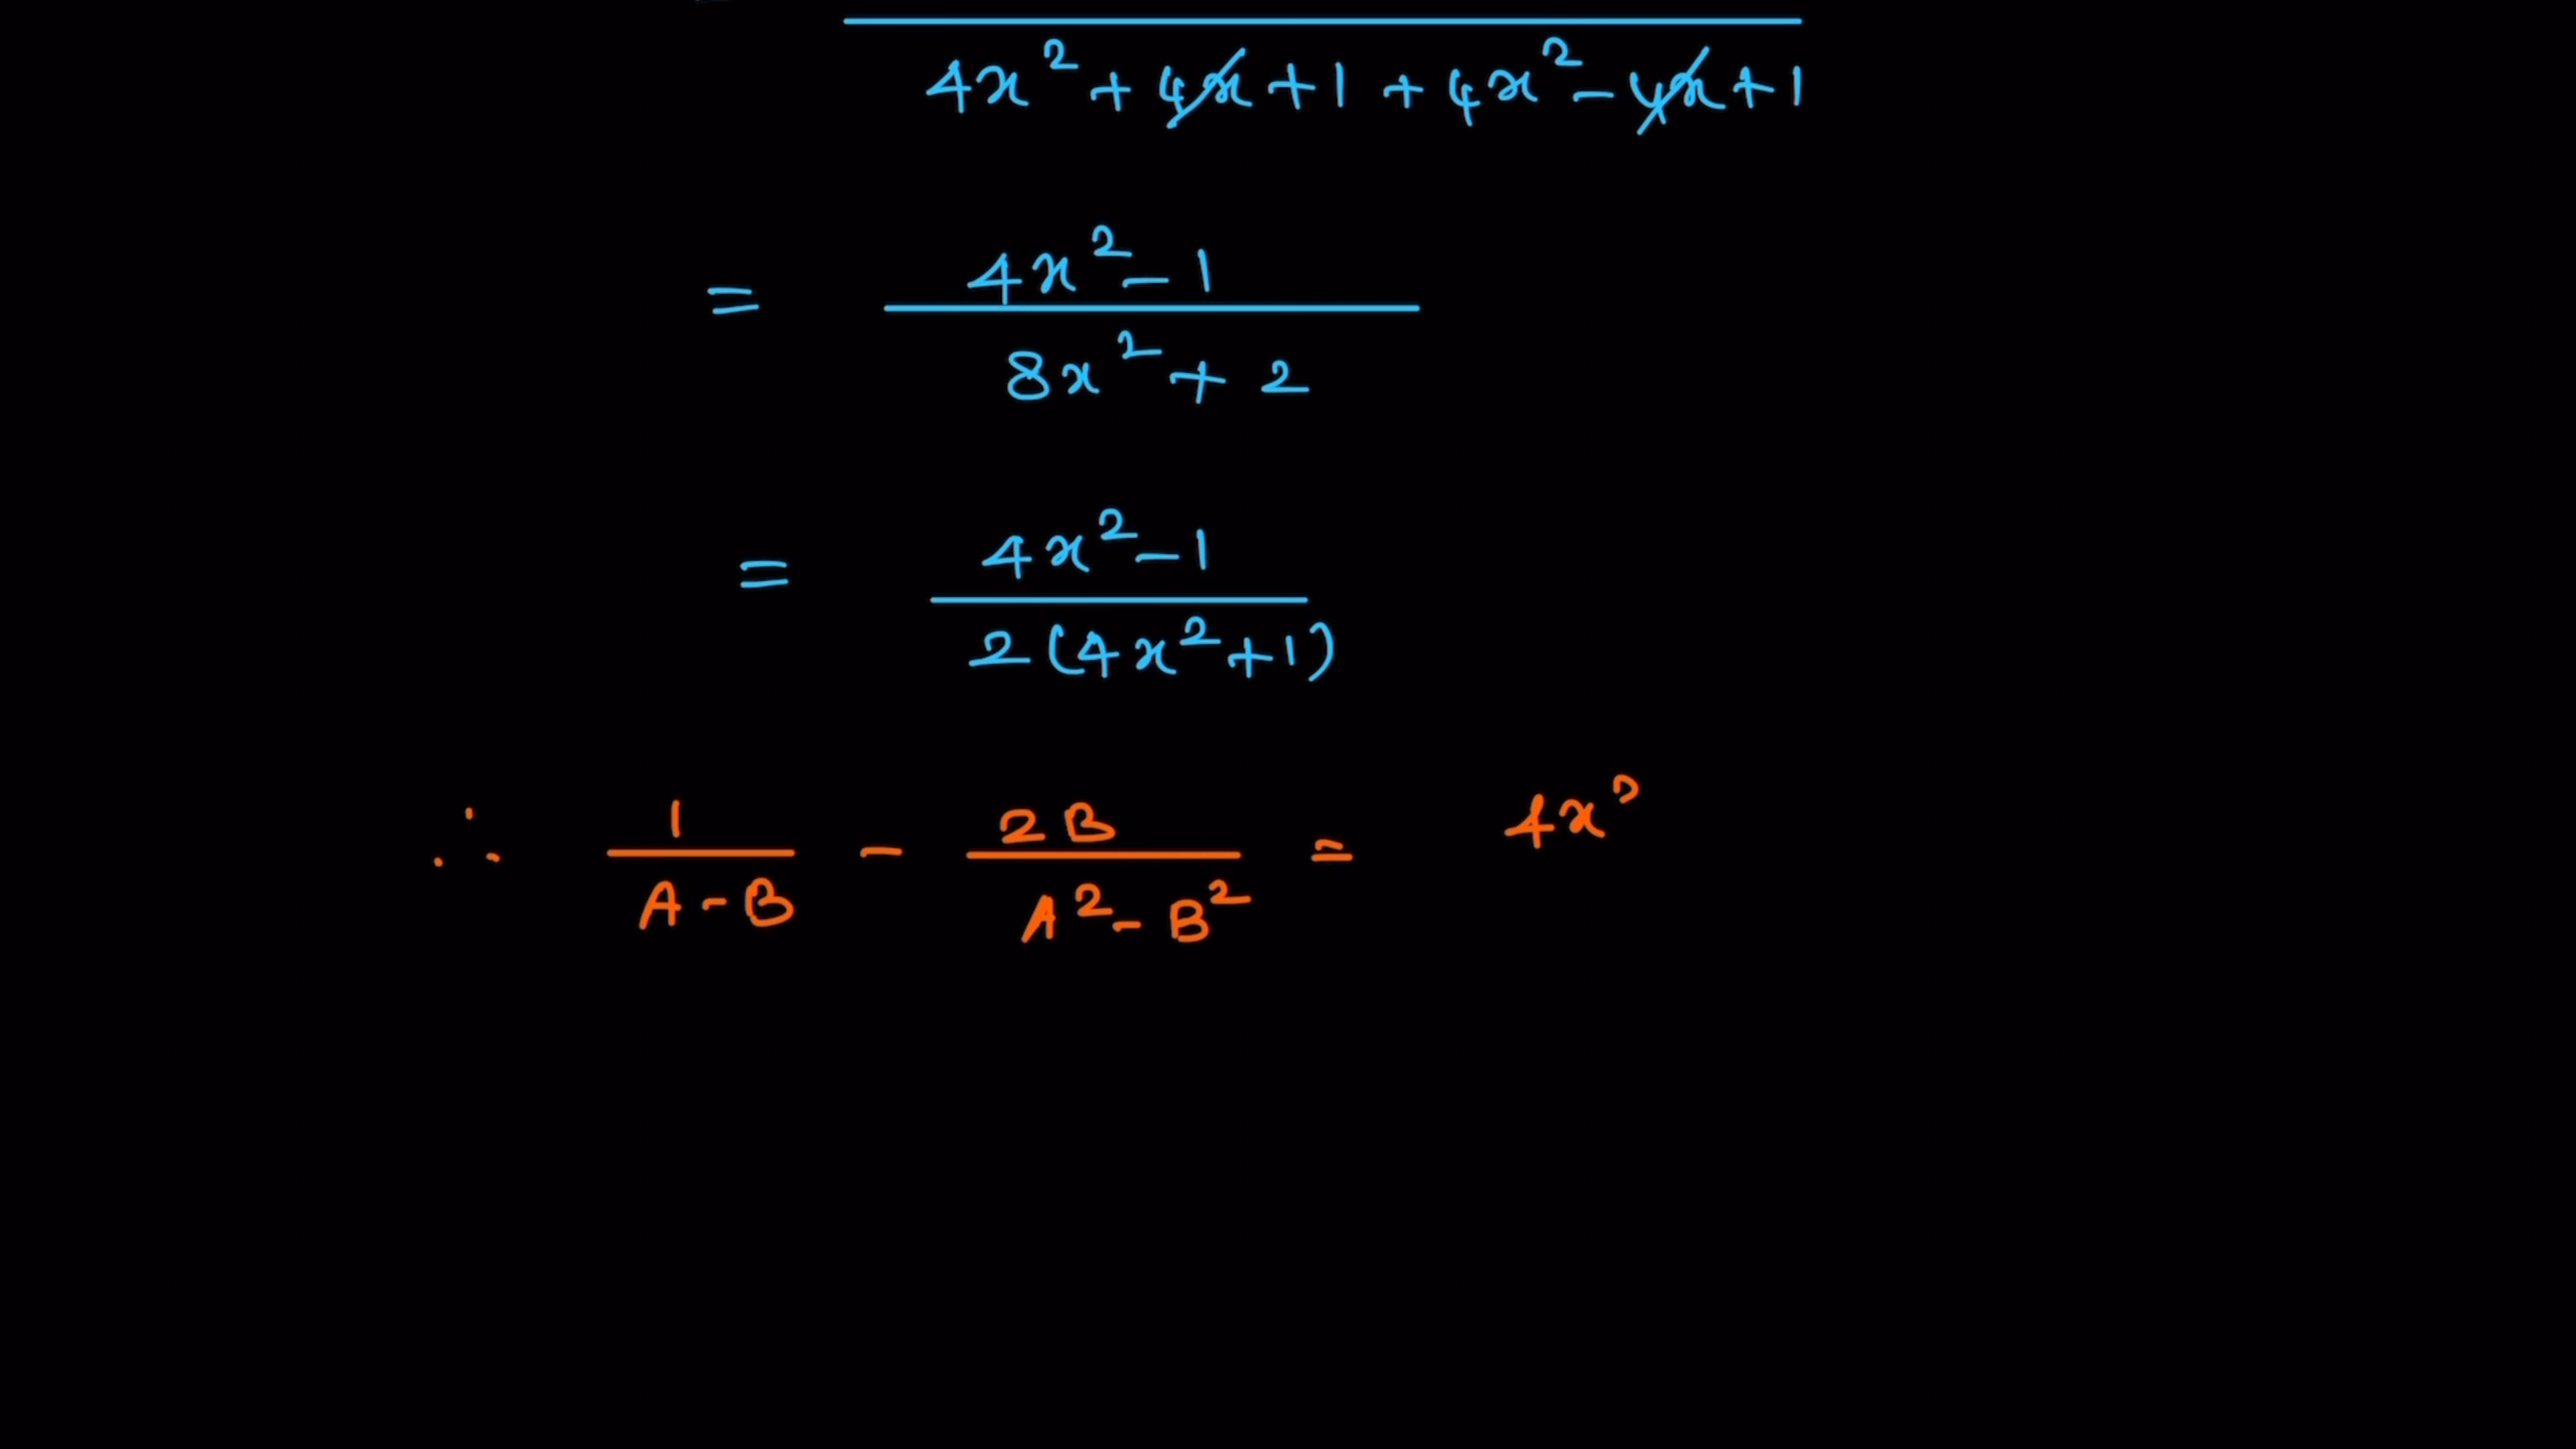 4x² + 4x + 1 + 4x² - 4x + 1
= 4x² - 1
8x² + 2
= 4x² - 1
2(4x² + 1)
∴ 1/(A - B) - 2B/(A² - B²) = 4x